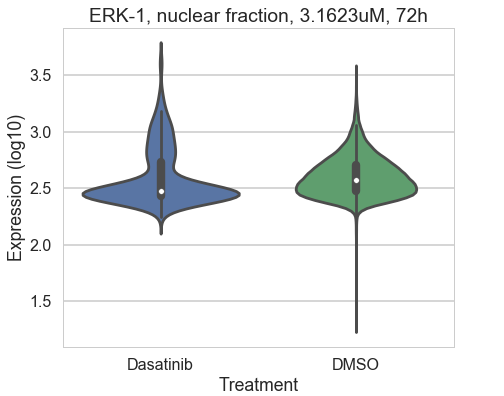 ERK-1, nuclear fraction, 3.1623uM, 72h
3.5
3.0
2.5
2.0
1.5
Expression (log10)
Dasatinib DMSO
Treatment